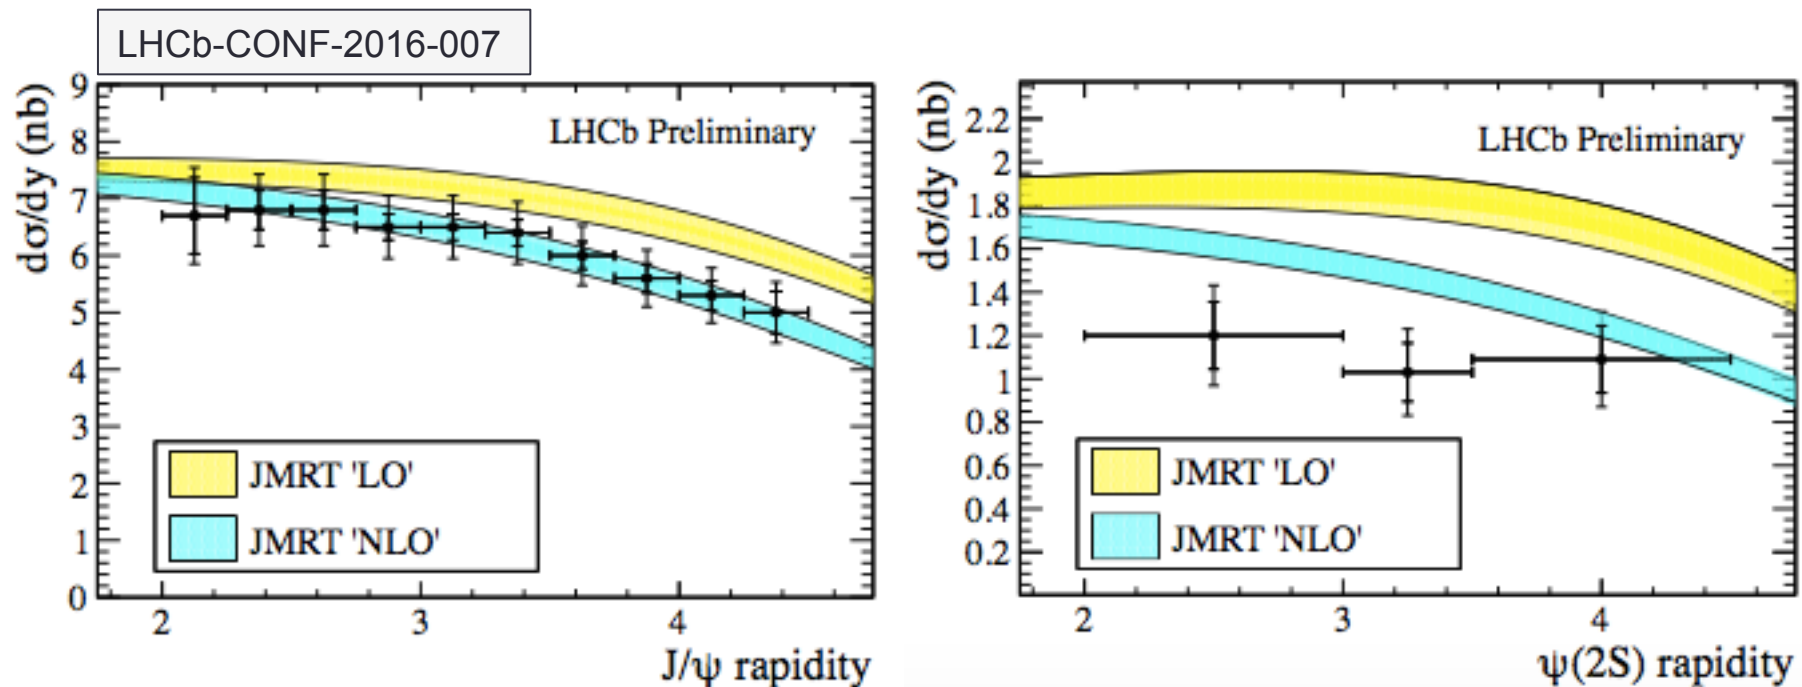 LHCb-CONF-2016-007
dσ/dy (nb)
9
8
7
6
5
4
3
2
1
0
LHCb Preliminary
JMRT 'LO'
JMRT 'NLO'
2 3 4
J/ψ rapidity
dσ/dy (nb)
2.2
2
1.8
1.6
1.4
1.2
1
0.8
0.6
0.4
0.2
LHCb Preliminary
JMRT 'LO'
JMRT 'NLO'
2 3 4
ψ(2S) rapidity